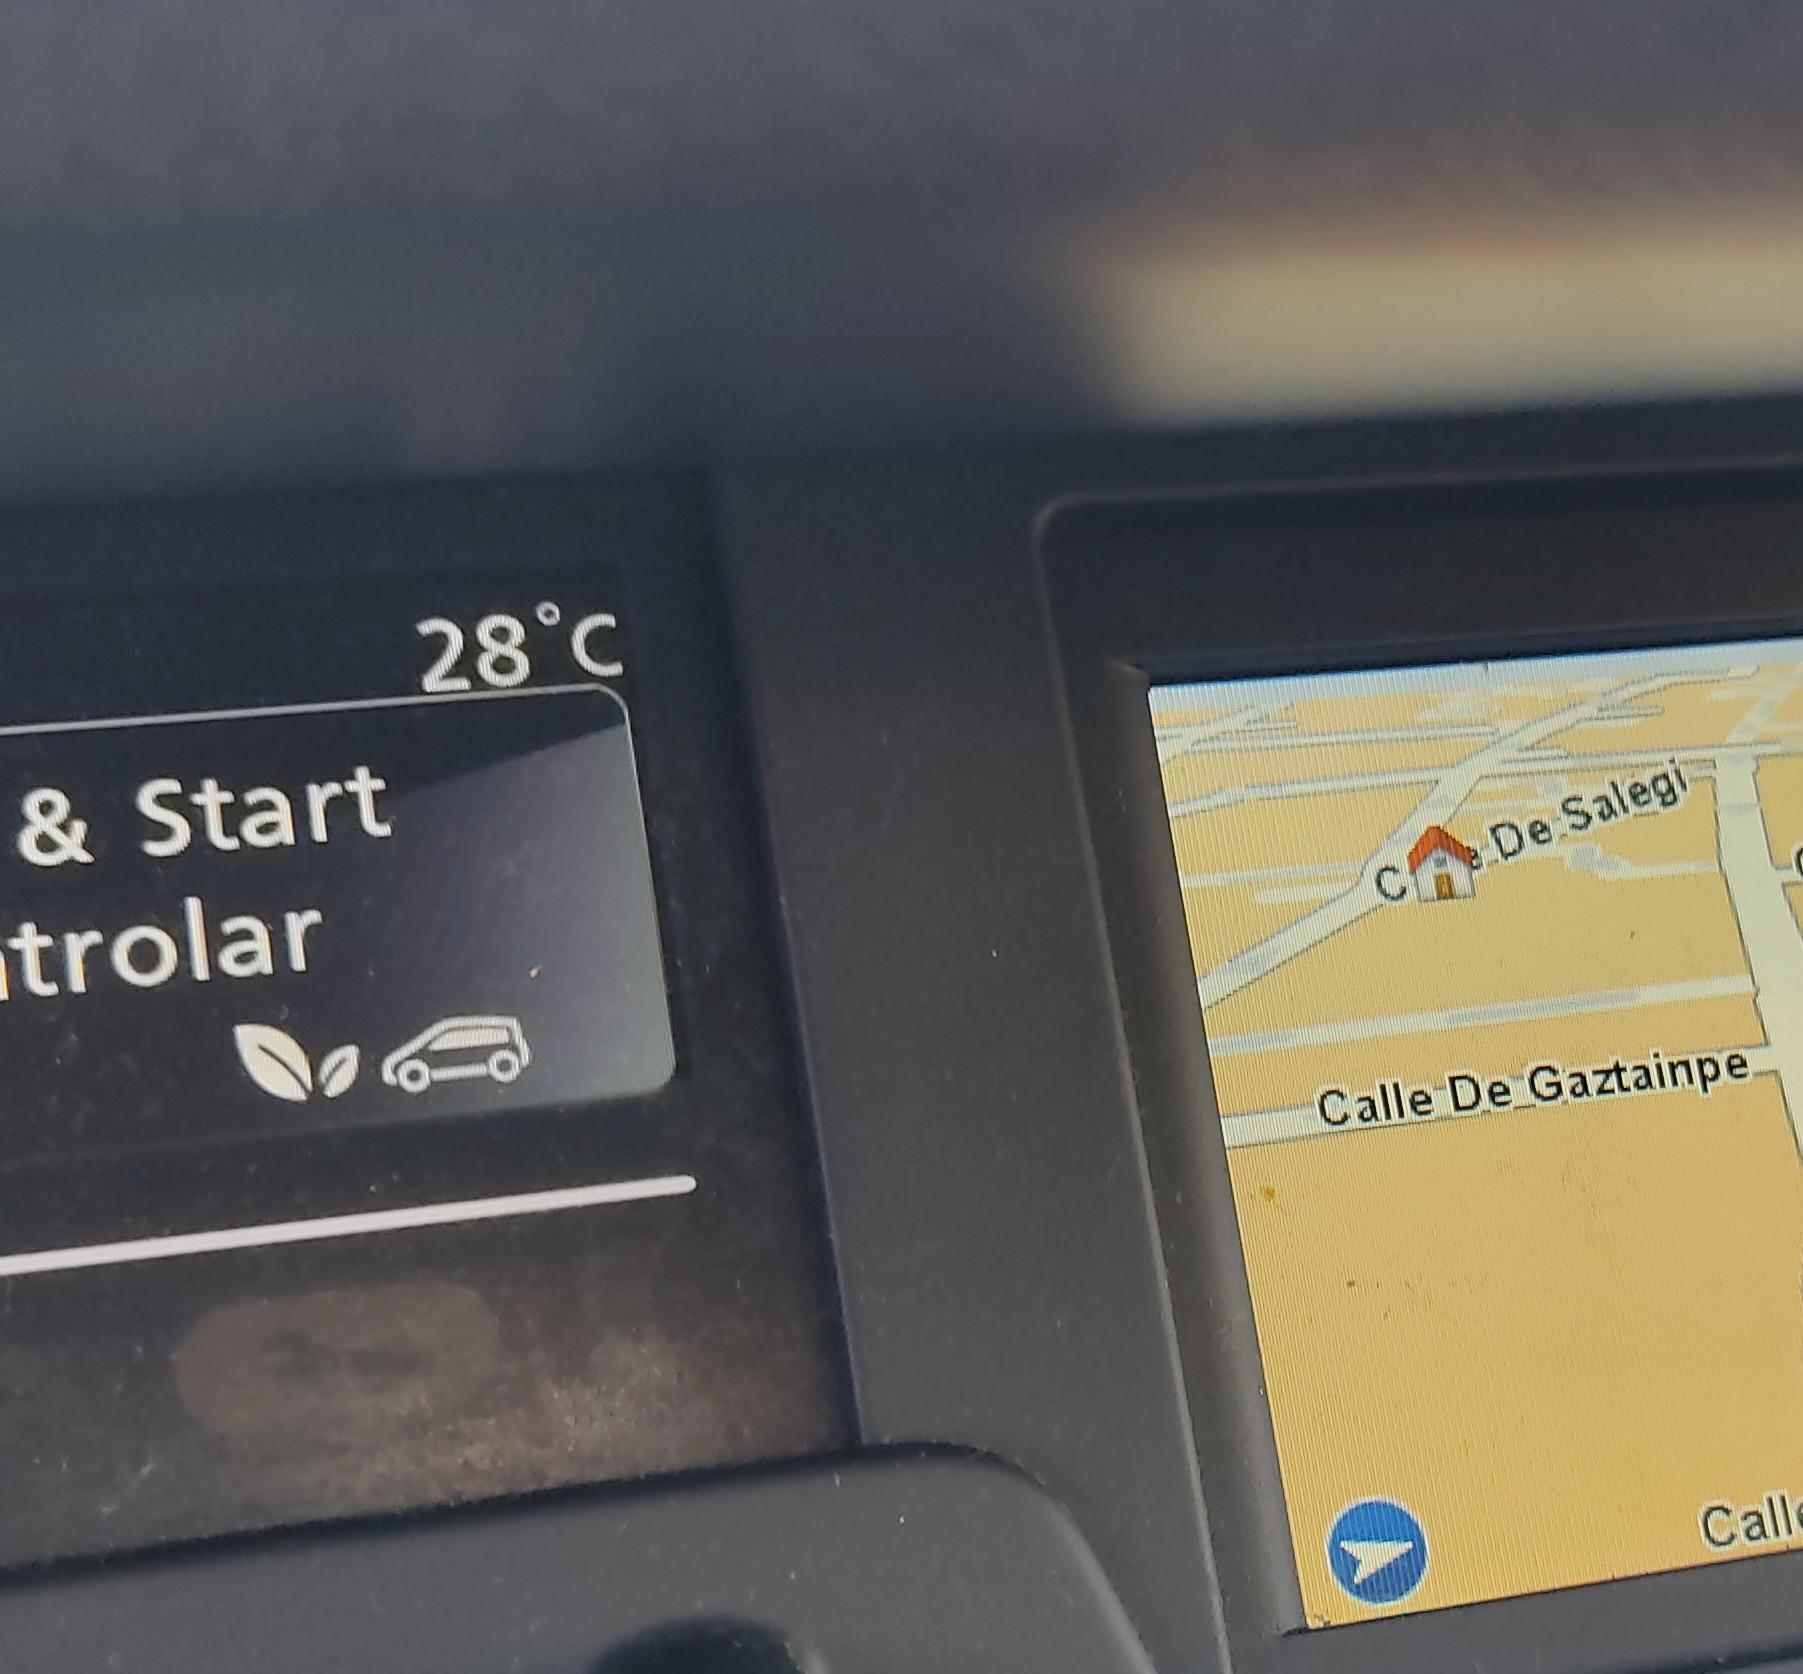 28°C
& Start
trolar
De Salegi
Calle De Gaztainpe
Calle